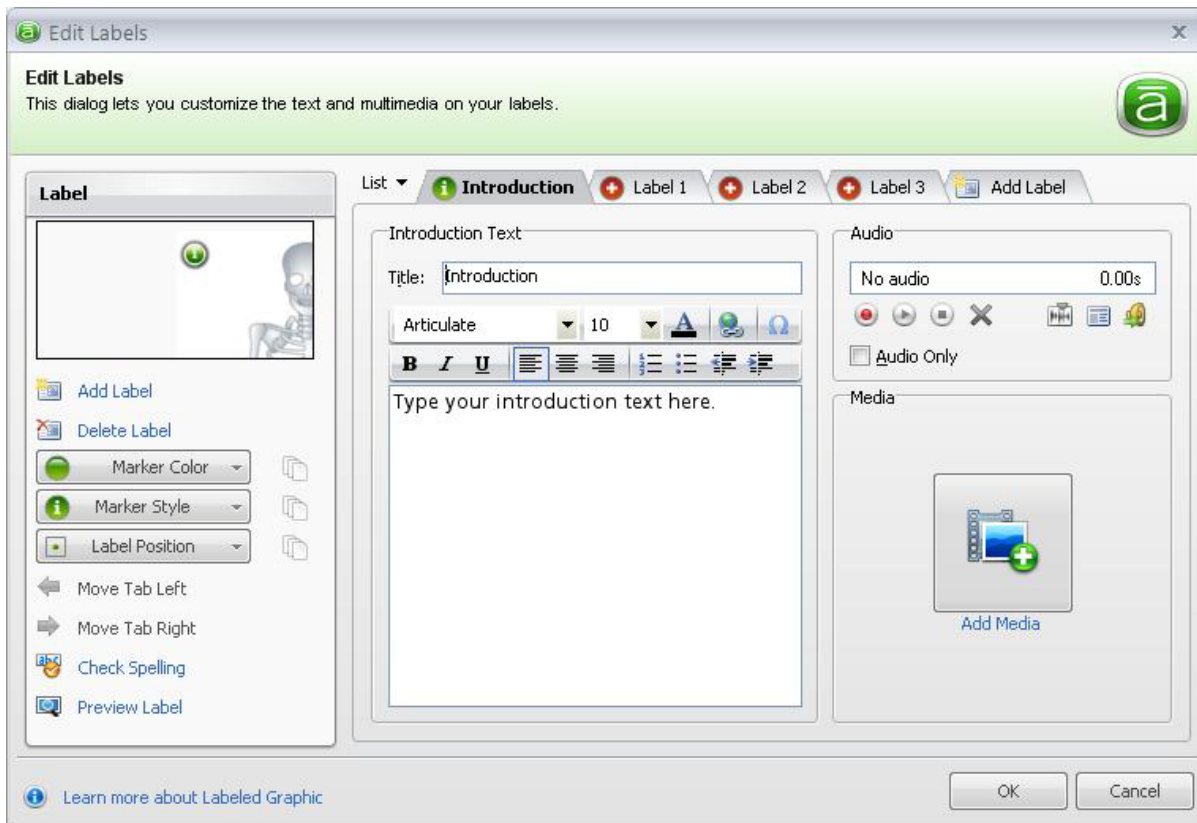 Edit Labels
Edit Labels
This dialog lets you customize the text and multimedia on your labels.
Label
Add Label
Delete Label
Marker Color
Marker Style
Label Position
Move Tab Left
Move Tab Right
Check Spelling
Preview Label
List
Introduction
Label 1
Label 2
Label 3
Add Label
Introduction Text
Title: Introduction
Articulate 10 A Ω
B I U
Type your introduction text here.
Audio
No audio 0.00s
Audio Only
Media
Add Media
Learn more about Labeled Graphic
OK Cancel